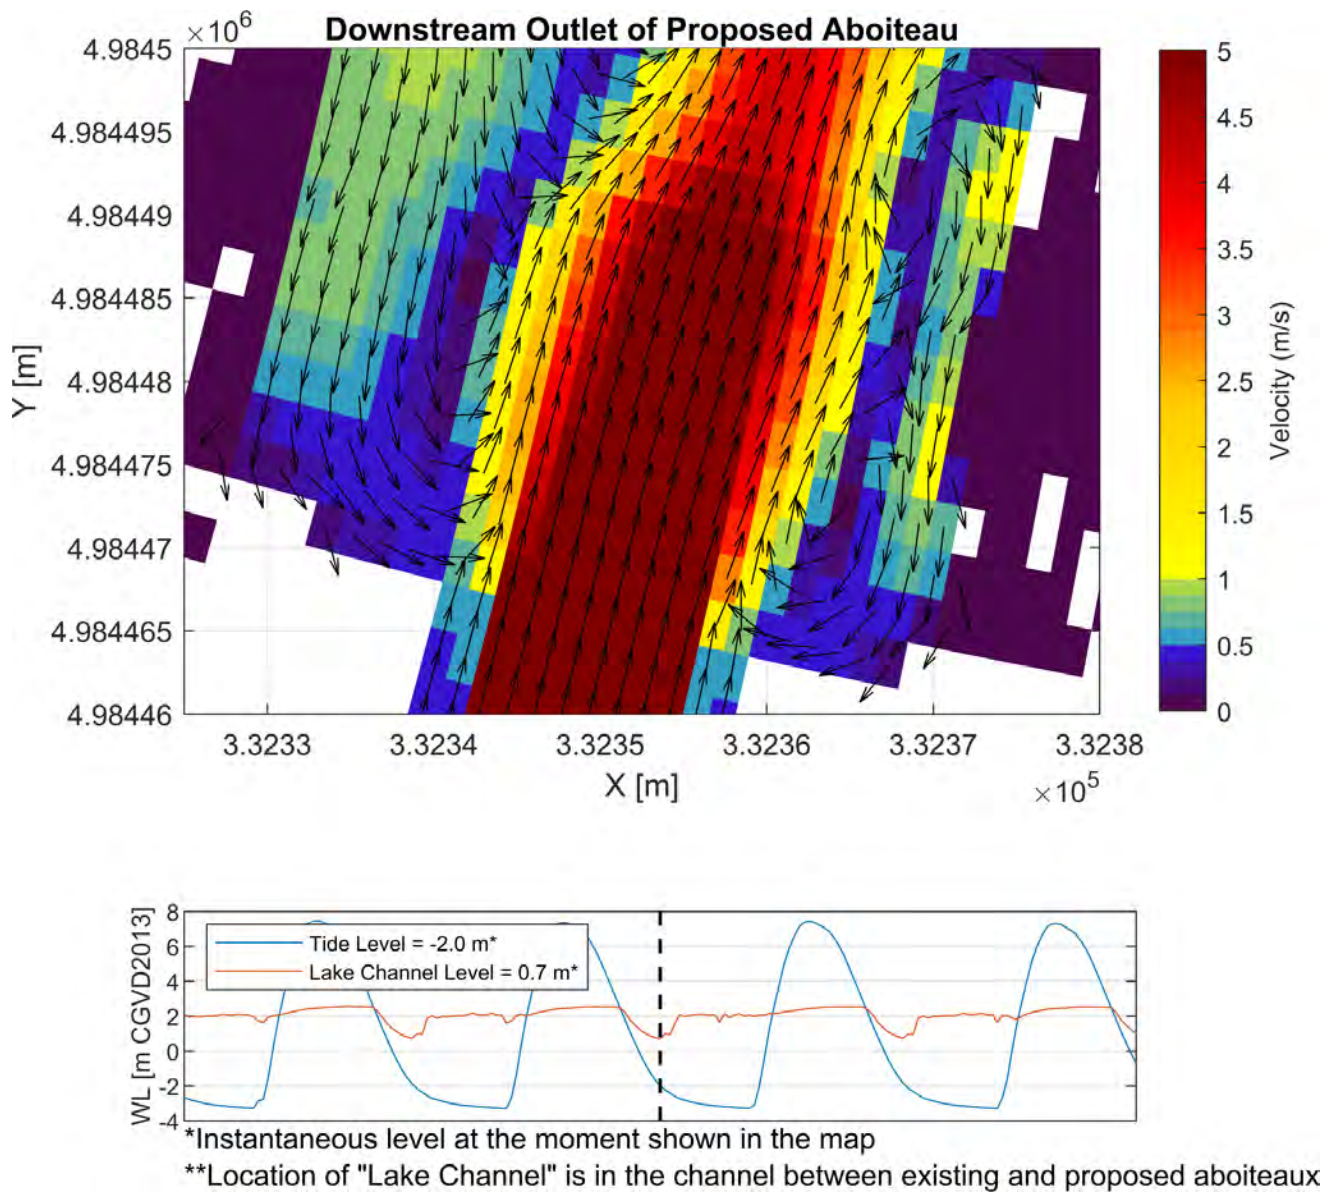 ×10^6
Downstream Outlet of Proposed Aboiteau
4.9845
4.984495
4.98449
4.984485
4.98448
4.984475
4.98447
4.984465
4.98446
Y [m]
3.3233 3.3234 3.3235 3.3236 3.3237 3.3238
X [m]
×10^5
5
4.5
4
3.5
3
2.5
2
1.5
1
0.5
0
Velocity (m/s)
WL [m CGVD2013]
8
6
4
2
0
-2
-4
Tide Level = -2.0 m*
Lake Channel Level = 0.7 m*
*Instantaneous level at the moment shown in the map
**Location of "Lake Channel" is in the channel between existing and proposed aboiteaux